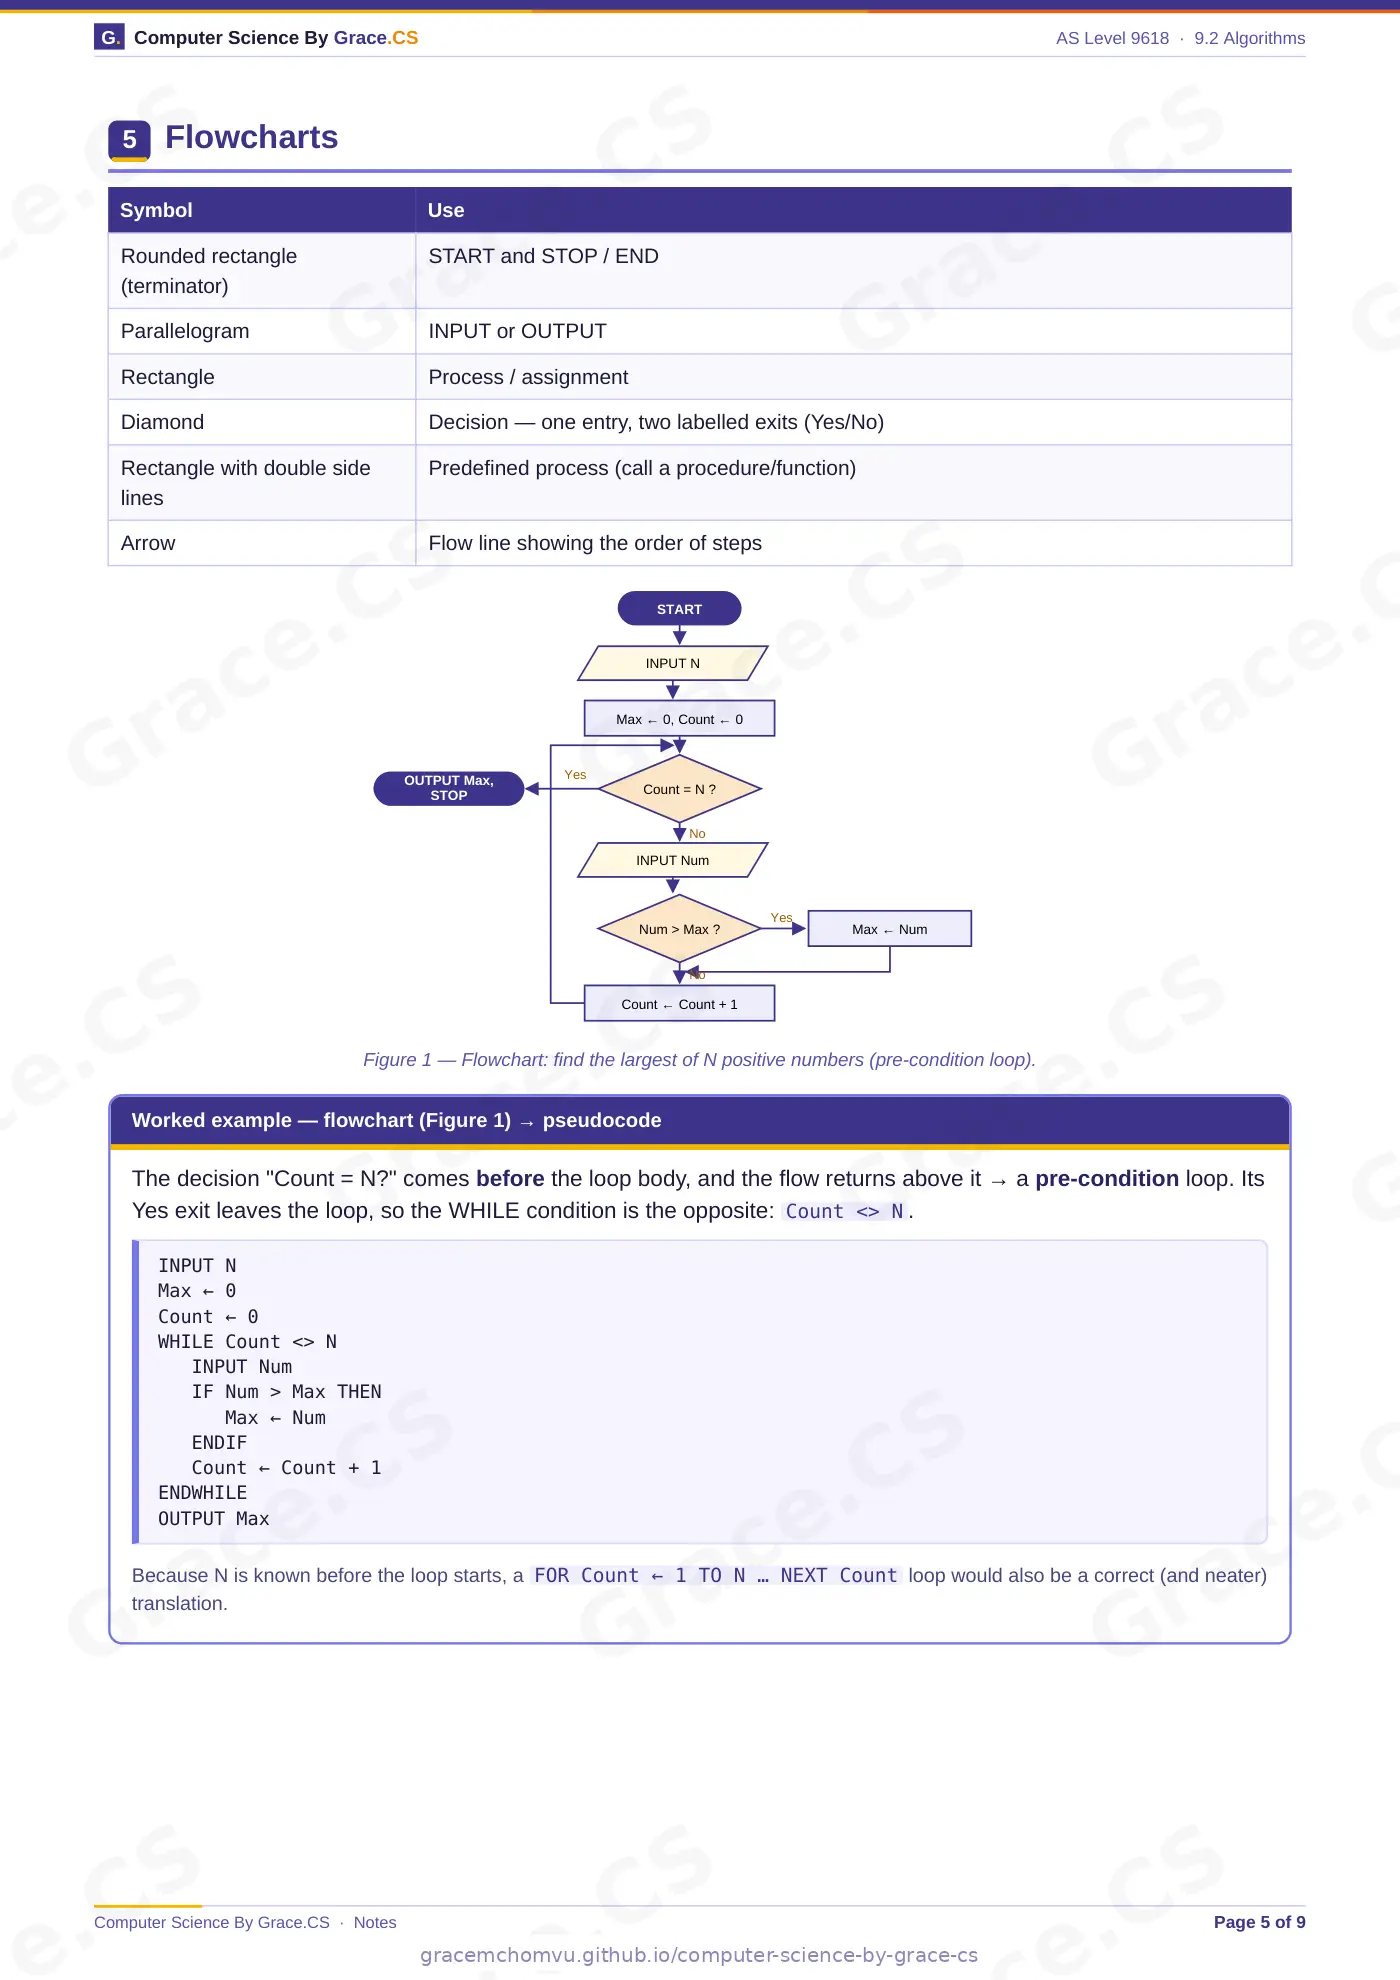 G. Computer Science By Grace.CS
AS Level 9618 · 9.2 Algorithms
5 Flowcharts
Symbol Use
Rounded rectangle (terminator) START and STOP / END
Parallelogram INPUT or OUTPUT
Rectangle Process / assignment
Diamond Decision — one entry, two labelled exits (Yes/No)
Rectangle with double side lines Predefined process (call a procedure/function)
Arrow Flow line showing the order of steps
START
INPUT N
Max ← 0, Count ← 0
Count = N ?
Yes
OUTPUT Max,
STOP
No
INPUT Num
Num > Max ?
Yes
Max ← Num
No
Count ← Count + 1
Figure 1 — Flowchart: find the largest of N positive numbers (pre-condition loop).
Worked example — flowchart (Figure 1) → pseudocode
The decision "Count = N?" comes before the loop body, and the flow returns above it → a pre-condition loop. Its
Yes exit leaves the loop, so the WHILE condition is the opposite: Count <> N.
INPUT N
Max ← 0
Count ← 0
WHILE Count <> N
   INPUT Num
   IF Num > Max THEN
      Max ← Num
   ENDIF
   Count ← Count + 1
ENDWHILE
OUTPUT Max
Because N is known before the loop starts, a FOR Count ← 1 TO N … NEXT Count loop would also be a correct (and neater)
translation.
Computer Science By Grace.CS · Notes
Page 5 of 9
gracemchomvu.github.io/computer-science-by-grace-cs